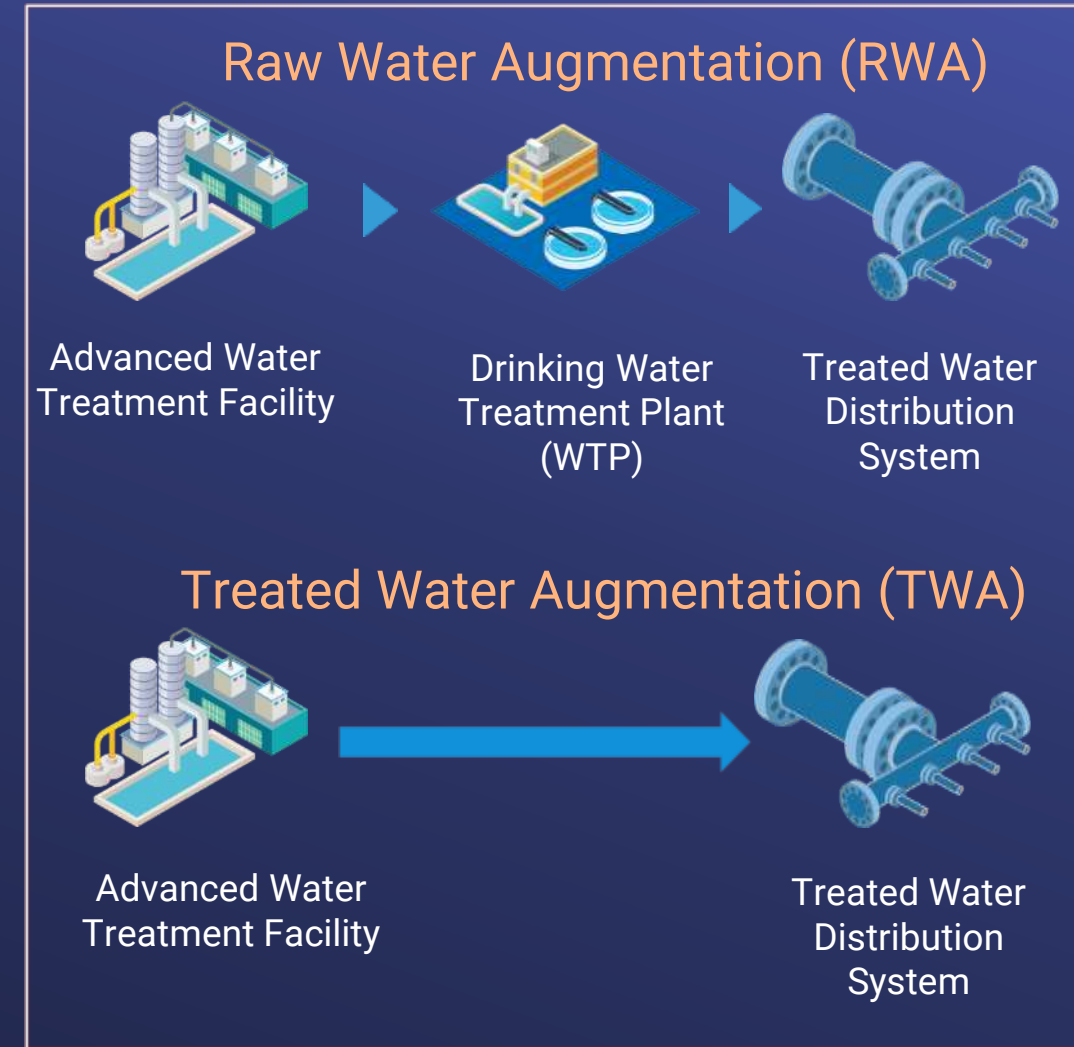 Raw Water Augmentation (RWA)
Advanced Water
Treatment Facility
Drinking Water
Treatment Plant
(WTP)
Treated Water
Distribution
System
Treated Water Augmentation (TWA)
Advanced Water
Treatment Facility
Treated Water
Distribution
System